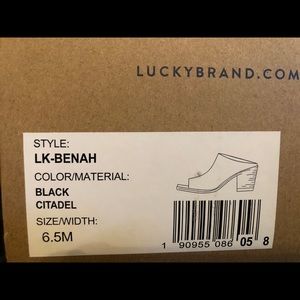 LUCKYBRAND.COM
STYLE:
LK-BENAH
COLOR/MATERIAL:
BLACK
CITADEL
SIZE/WIDTH:
6.5M
1 90955 086 05 8